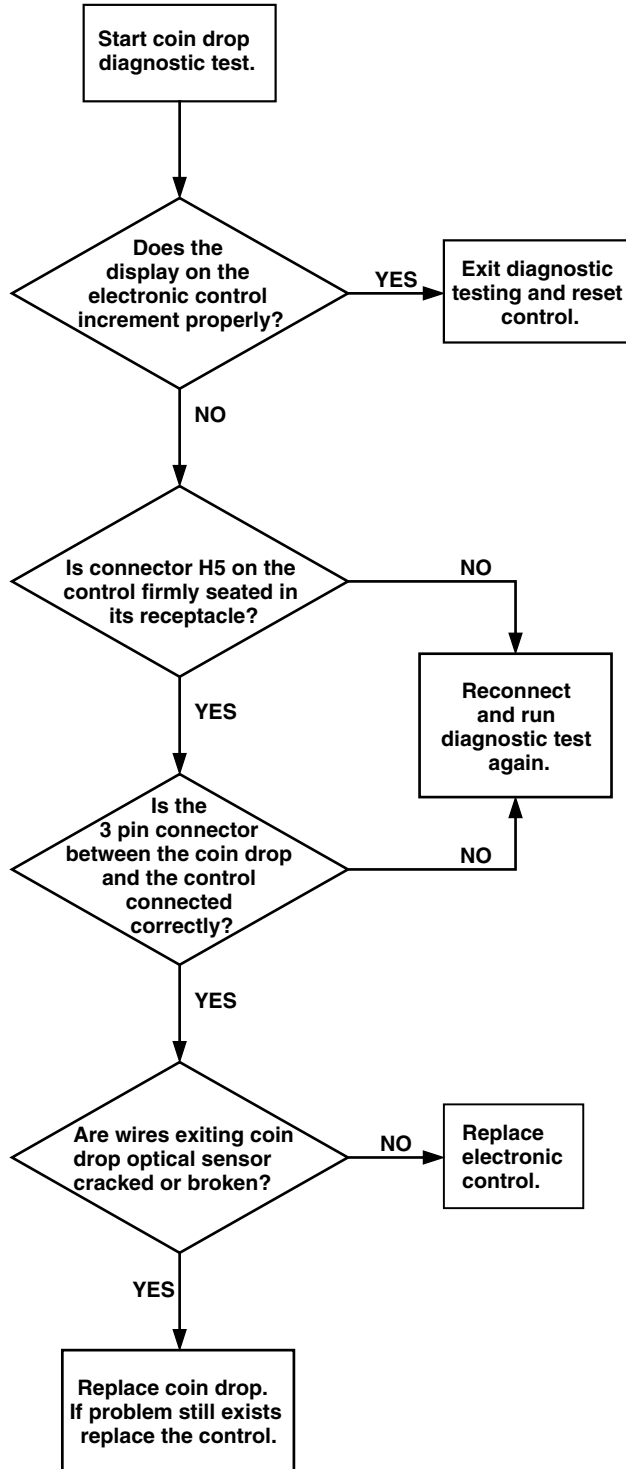 Start coin drop
diagnostic test.
Does the
display on the
electronic control
increment properly?
YES
Exit diagnostic
testing and reset
control.
NO
Is connector H5 on the
control firmly seated in
its receptacle?
NO
YES
Reconnect
and run
diagnostic test
again.
Is the
3 pin connector
between the coin drop
and the control
connected
correctly?
NO
YES
Are wires exiting coin
drop optical sensor
cracked or broken?
NO
Replace
electronic
control.
YES
Replace coin drop.
If problem still exists
replace the control.